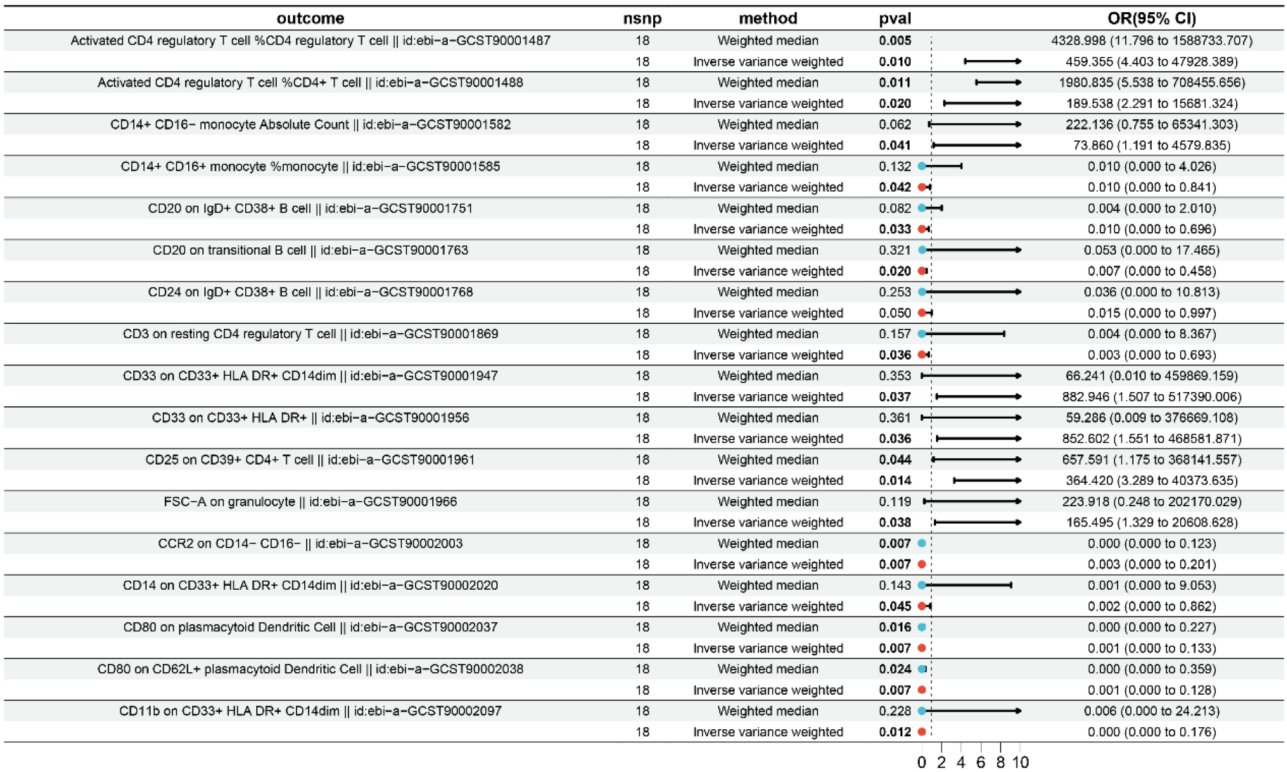 outcome nsnp method pval OR(95% CI)
Activated CD4 regulatory T cell %CD4 regulatory T cell || id:ebi−a−GCST90001487 18 Weighted median 0.005 4328.998 (11.796 to 1588733.707)
18 Inverse variance weighted 0.010 459.355 (4.403 to 47928.389)
Activated CD4 regulatory T cell %CD4+ T cell || id:ebi−a−GCST90001488 18 Weighted median 0.011 1980.835 (5.538 to 708455.656)
18 Inverse variance weighted 0.020 189.538 (2.291 to 15681.324)
CD14+ CD16− monocyte Absolute Count || id:ebi−a−GCST90001582 18 Weighted median 0.062 222.136 (0.755 to 65341.303)
18 Inverse variance weighted 0.041 73.860 (1.191 to 4579.835)
CD14+ CD16+ monocyte %monocyte || id:ebi−a−GCST90001585 18 Weighted median 0.132 0.010 (0.000 to 4.026)
18 Inverse variance weighted 0.042 0.010 (0.000 to 0.841)
CD20 on IgD+ CD38+ B cell || id:ebi−a−GCST90001751 18 Weighted median 0.082 0.004 (0.000 to 2.010)
18 Inverse variance weighted 0.033 0.010 (0.000 to 0.696)
CD20 on transitional B cell || id:ebi−a−GCST90001763 18 Weighted median 0.321 0.053 (0.000 to 17.465)
18 Inverse variance weighted 0.020 0.007 (0.000 to 0.458)
CD24 on IgD+ CD38+ B cell || id:ebi−a−GCST90001768 18 Weighted median 0.253 0.036 (0.000 to 10.813)
18 Inverse variance weighted 0.050 0.015 (0.000 to 0.997)
CD3 on resting CD4 regulatory T cell || id:ebi−a−GCST90001869 18 Weighted median 0.157 0.004 (0.000 to 8.367)
18 Inverse variance weighted 0.036 0.003 (0.000 to 0.693)
CD33 on CD33+ HLA DR+ CD14dim || id:ebi−a−GCST90001947 18 Weighted median 0.353 66.241 (0.010 to 459869.159)
18 Inverse variance weighted 0.037 882.946 (1.507 to 517390.006)
CD33 on CD33+ HLA DR+ || id:ebi−a−GCST90001956 18 Weighted median 0.361 59.286 (0.009 to 376669.108)
18 Inverse variance weighted 0.036 852.602 (1.551 to 468581.871)
CD25 on CD39+ CD4+ T cell || id:ebi−a−GCST90001961 18 Weighted median 0.044 657.591 (1.175 to 368141.557)
18 Inverse variance weighted 0.014 364.420 (3.289 to 40373.635)
FSC−A on granulocyte || id:ebi−a−GCST90001966 18 Weighted median 0.119 223.918 (0.248 to 202170.029)
18 Inverse variance weighted 0.038 165.495 (1.329 to 20608.628)
CCR2 on CD14− CD16− || id:ebi−a−GCST90002003 18 Weighted median 0.007 0.000 (0.000 to 0.123)
18 Inverse variance weighted 0.007 0.003 (0.000 to 0.201)
CD14 on CD33+ HLA DR+ CD14dim || id:ebi−a−GCST90002020 18 Weighted median 0.143 0.001 (0.000 to 9.053)
18 Inverse variance weighted 0.045 0.002 (0.000 to 0.862)
CD80 on plasmacytoid Dendritic Cell || id:ebi−a−GCST90002037 18 Weighted median 0.016 0.000 (0.000 to 0.227)
18 Inverse variance weighted 0.007 0.001 (0.000 to 0.133)
CD80 on CD62L+ plasmacytoid Dendritic Cell || id:ebi−a−GCST90002038 18 Weighted median 0.024 0.000 (0.000 to 0.359)
18 Inverse variance weighted 0.007 0.001 (0.000 to 0.128)
CD11b on CD33+ HLA DR+ CD14dim || id:ebi−a−GCST90002097 18 Weighted median 0.228 0.006 (0.000 to 24.213)
18 Inverse variance weighted 0.012 0.000 (0.000 to 0.176)
0 2 4 6 8 10